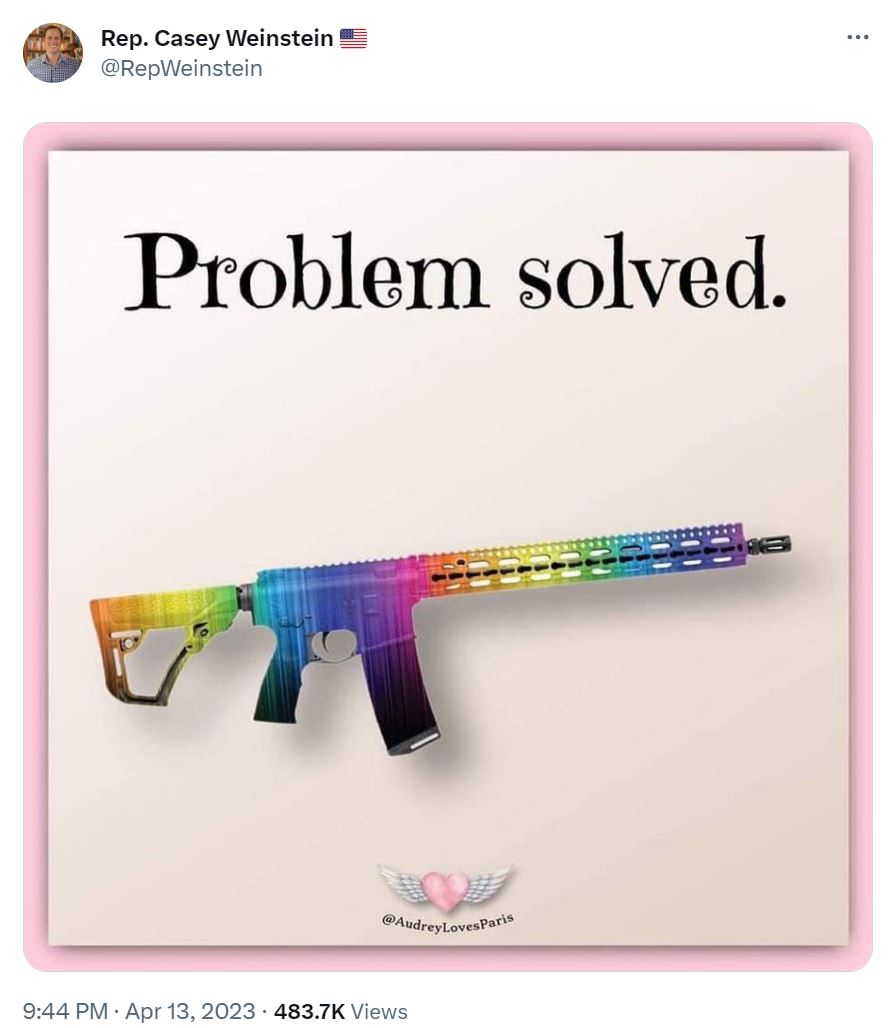 Rep. Casey Weinstein 🇺🇸
@RepWeinstein
Problem solved.
@AudreyLovesParis
9:44 PM · Apr 13, 2023 · 483.7K Views